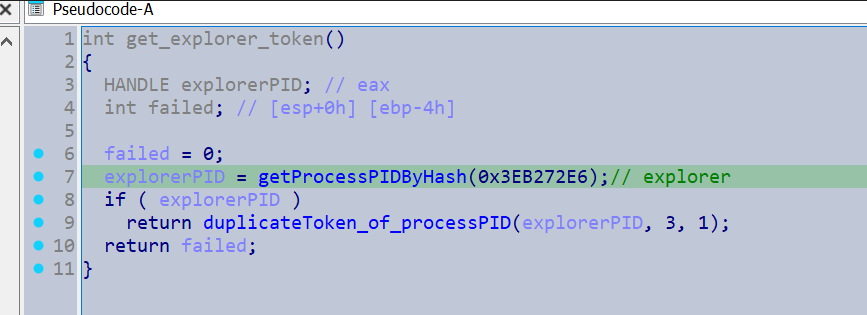 Pseudocode-A
1 int get_explorer_token()
2 {
3 HANDLE explorerPID; // eax
4 int failed; // [esp+0h] [ebp-4h]
5
6 failed = 0;
7 explorerPID = getProcessPIDByHash(0x3EB272E6);// explorer
8 if ( explorerPID )
9 return duplicateToken_of_processPID(explorerPID, 3, 1);
10 return failed;
11 }